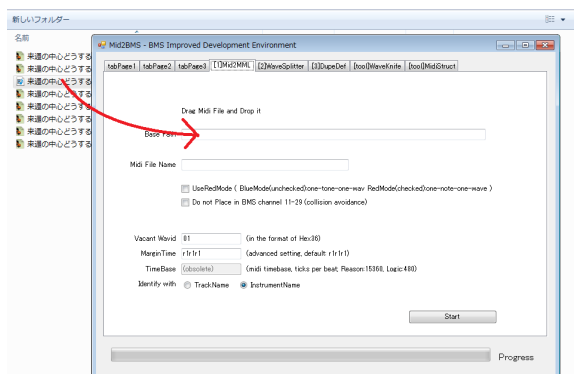 新しいフォルダー
名前
来週の中心どうする
来週の中心どうする
来週の中心どうする
来週の中心どうする
来週の中心どうする
来週の中心どうする
来週の中心どうする
来週の中心どうする
Mid2BMS - BMS Improved Development Environment
tabPage1 tabPage2 tabPage3 [1]Mid2MML [2]WaveSplitter [3]DupeDef [tool]WaveKnife [tool]MidiStruct
Drag Midi File and Drop it
Base
Midi File Name
UseRedMode ( BlueMode(unchecked):one-tone-one-wav RedMode(checked):one-note-one-wave )
Do not Place in BMS channel 11-29 (collision avoidance)
Vacant Wavid 01 (in the format of Hex36)
MarginTime r1r1r1 (advanced setting, default r1r1r1)
TimeBase (obsolete) (midi timebase, ticks per beat, Reason:15360, Logic:480)
Identify with TrackName InstrumentName
Start
Progress